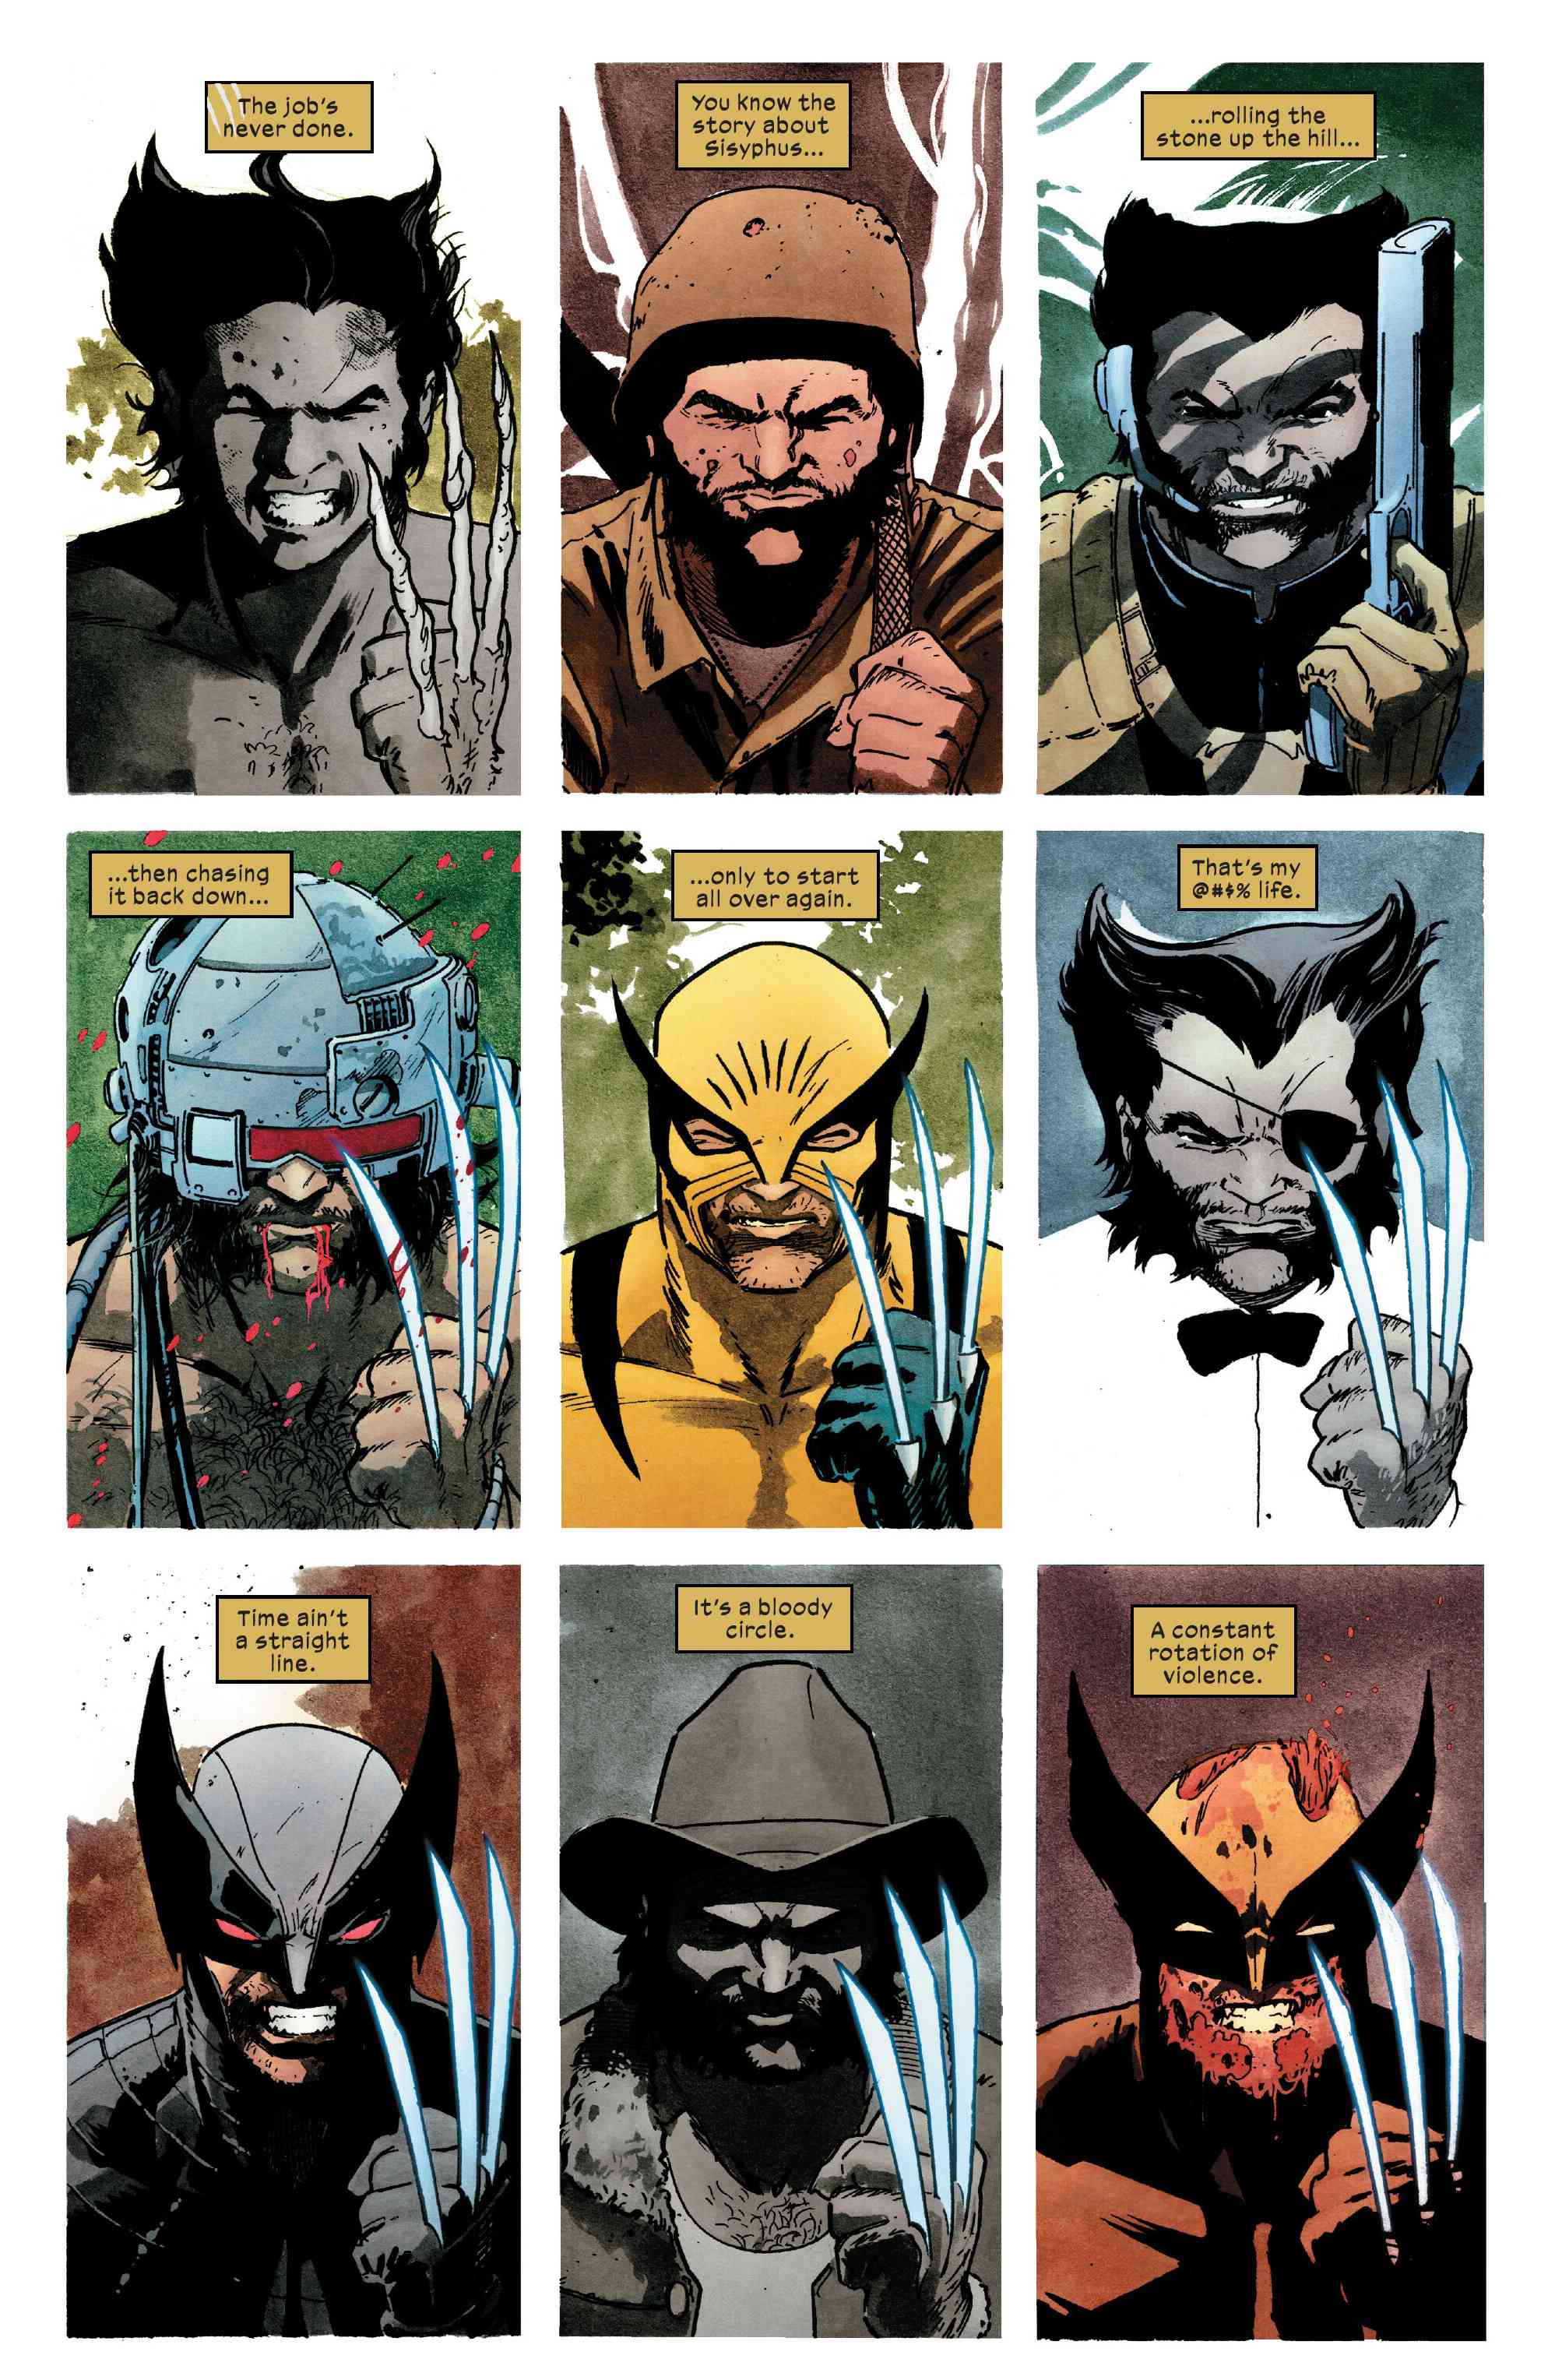 The job's
never done.
You know the
story about
Sisyphus...
...rolling the
stone up the hill...
...then chasing
it back down...
...only to start
all over again.
That's my
@#$% life.
Time ain't
a straight
line.
It's a bloody
circle.
A constant
rotation of
violence.